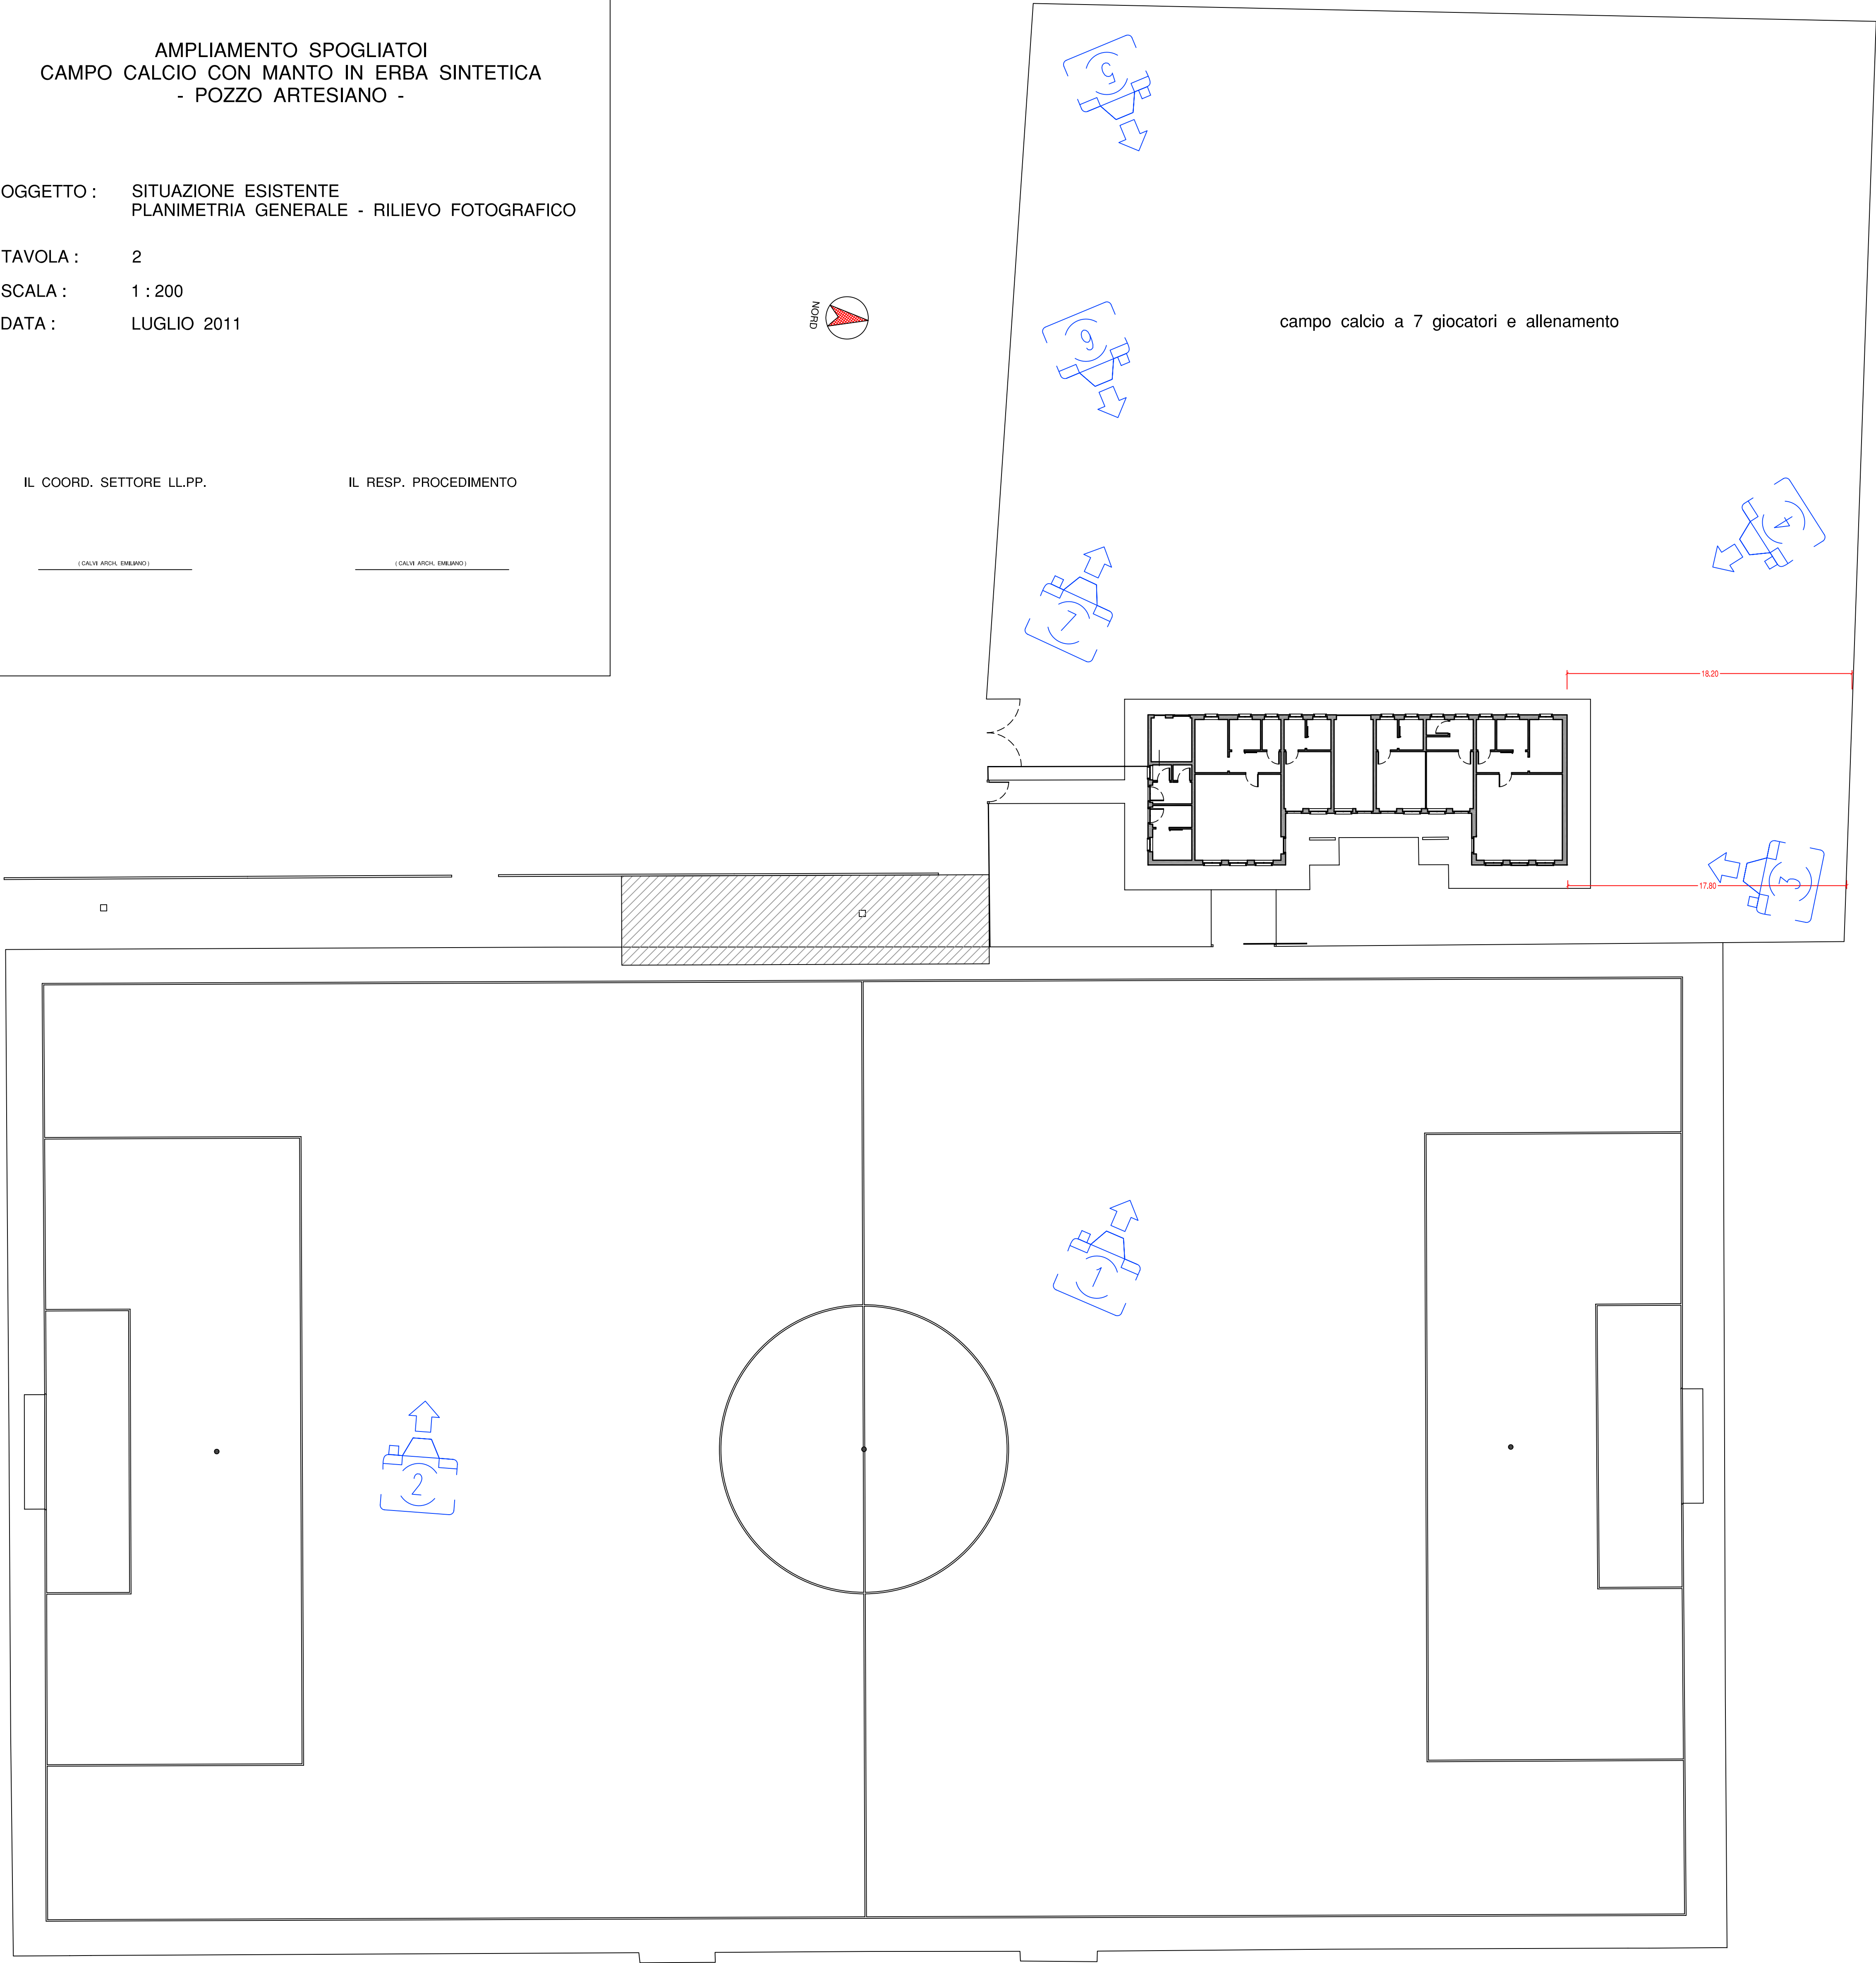 AMPLIAMENTO SPOGLIATOI
CAMPO CALCIO CON MANTO IN ERBA SINTETICA
- POZZO ARTESIANO -
OGGETTO : SITUAZIONE ESISTENTE
PLANIMETRIA GENERALE - RILIEVO FOTOGRAFICO
TAVOLA : 2
SCALA : 1 : 200
DATA : LUGLIO 2011
IL COORD. SETTORE LL.PP. IL RESP. PROCEDIMENTO
( CALVI ARCH. EMILIANO ) ( CALVI ARCH. EMILIANO )
NORD
5
6
campo calcio a 7 giocatori e allenamento
4
7
18.20
3
17.80
1
2